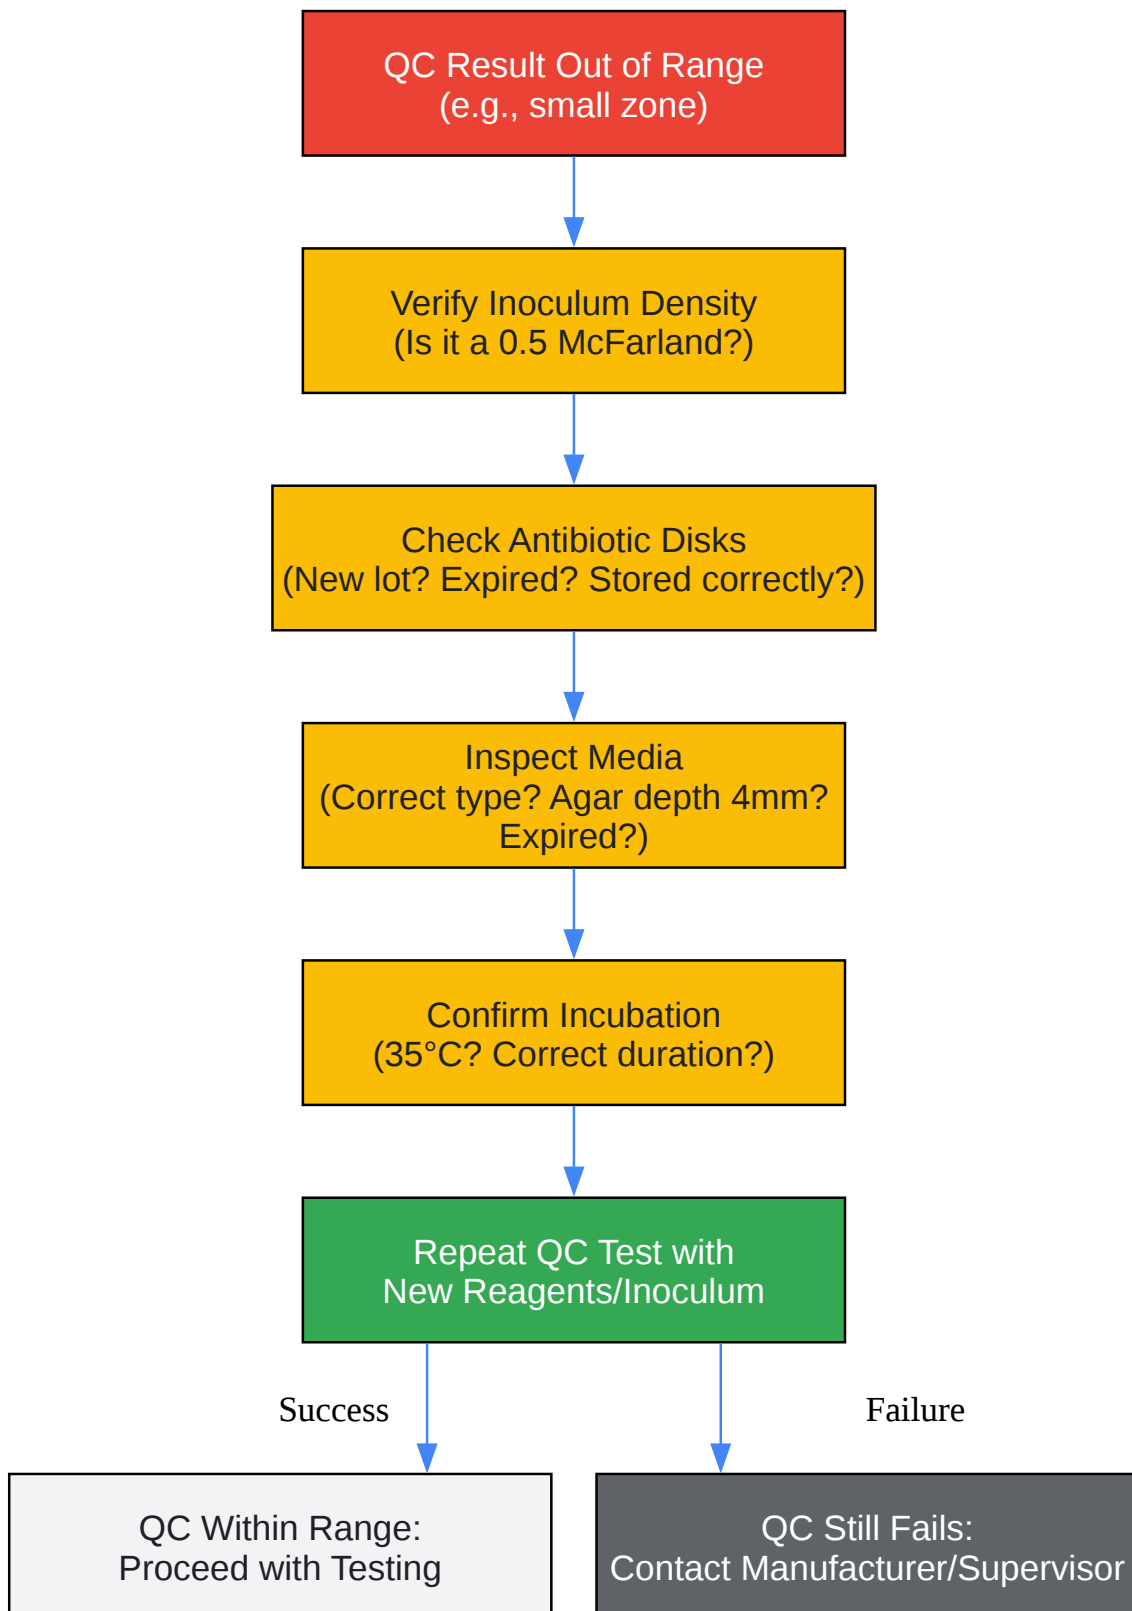 QC Result Out of Range
(e.g., small zone)
Verify Inoculum Density
(Is it a 0.5 McFarland?)
Check Antibiotic Disks
(New lot? Expired? Stored correctly?)
Inspect Media
(Correct type? Agar depth 4mm?
Expired?)
Confirm Incubation
(35°C? Correct duration?)
Repeat QC Test with
New Reagents/Inoculum
Success
Failure
QC Within Range:
Proceed with Testing
QC Still Fails:
Contact Manufacturer/Supervisor